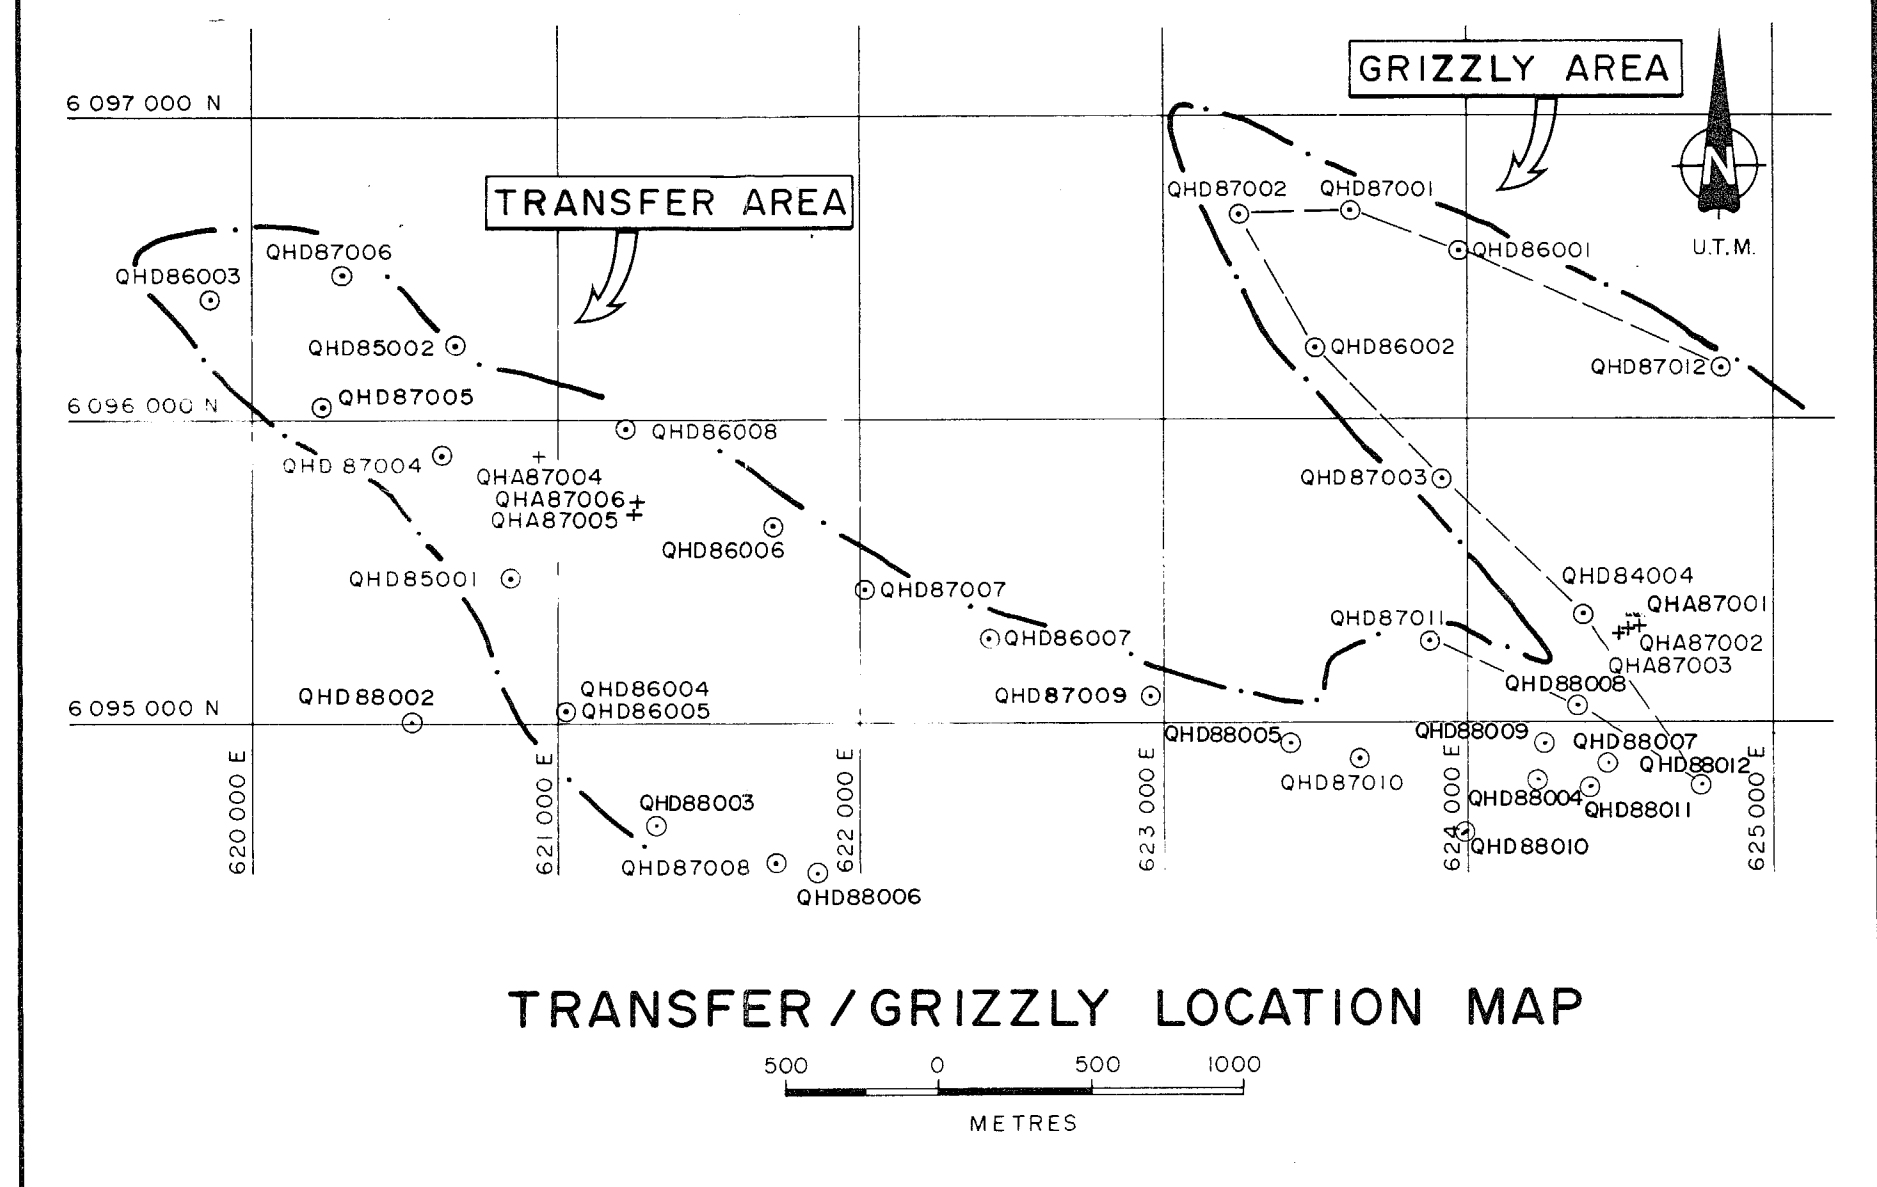 GRIZZLY AREA
6 097 000 N
TRANSFER AREA
N
U.T.M.
QHD87002
QHD87001
QHD86001
QHD87006
QHD86003
QHD85002
QHD86002
QHD87012
QHD87005
6 096 000 N
QHD86008
QHD 87004
QHA87004
QHA87006
QHA87005
QHD87003
QHD86006
QHD85001
QHD87007
QHD84004
QHA87001
QHD87011
QHD86007
QHA87002
QHA87003
QHD88002
QHD86004
QHD86005
QHD87009
QHD88008
6 095 000 N
QHD88005
QHD88009
QHD88007
QHD88012
QHD87010
QHD88004
QHD88011
QHD88003
QHD88010
QHD87008
QHD88006
620 000 E
621 000 E
622 000 E
623 000 E
624 000 E
625 000 E
TRANSFER / GRIZZLY LOCATION MAP
500 0 500 1000
METRES